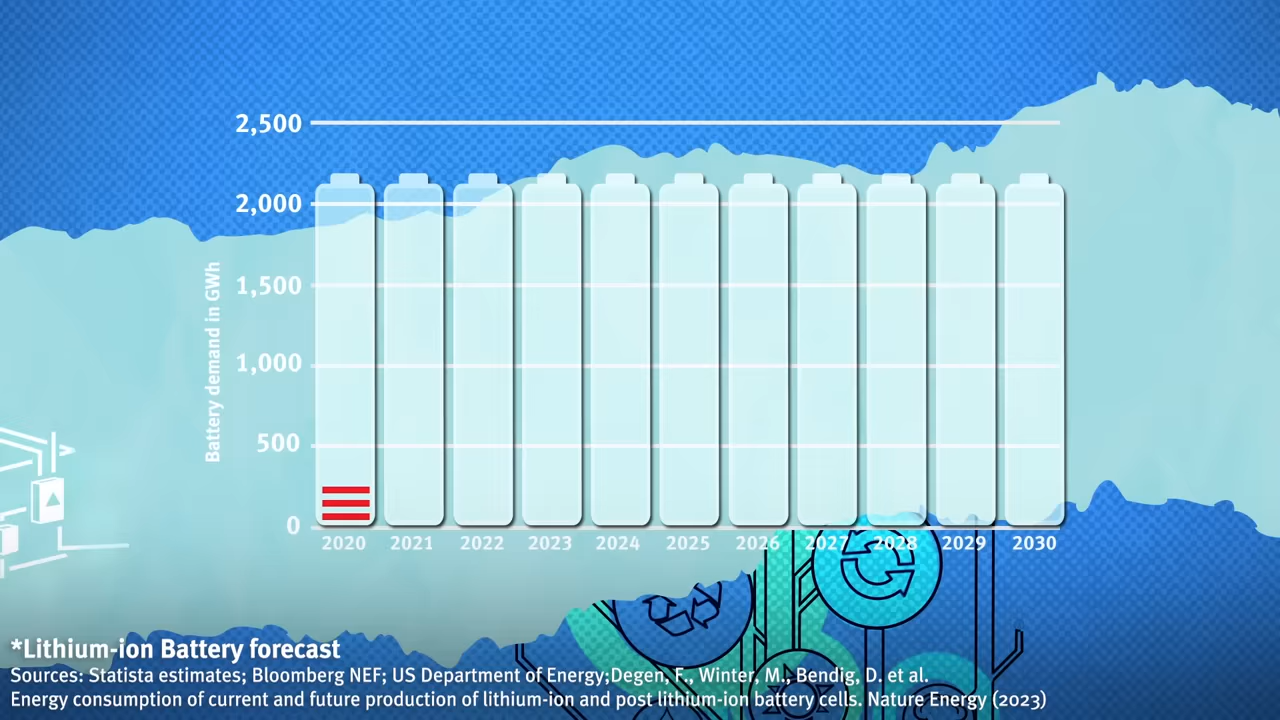 2,500
2,000
1,500
1,000
500
0
Battery demand in GWh
2020 2021 2022 2023 2024 2025 2026 2027 2028 2029 2030
*Lithium-ion Battery forecast
Sources: Statista estimates; Bloomberg NEF; US Department of Energy;Degen, F., Winter, M., Bendig, D. et al.
Energy consumption of current and future production of lithium-ion and post lithium-ion battery cells. Nature Energy (2023)